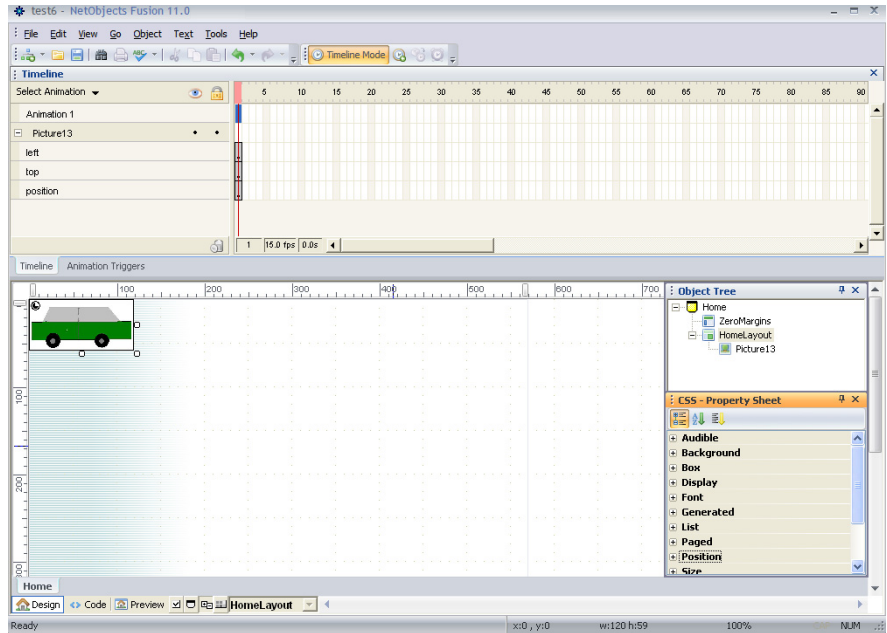 test6 - NetObjects Fusion 11.0
File Edit View Go Object Text Tools Help
Timeline Mode
Timeline
Select Animation 5 10 15 20 25 30 35 40 45 50 55 60 65 70 75 80 85 90
Animation 1
Picture13
left
top
position
1 15.0 fps 0.0s
Timeline Animation Triggers
100 200 300 400 500 600 700
Object Tree
Home
ZeroMargins
HomeLayout
Picture13
100
CSS - Property Sheet
Audible
Background
Box
200
Display
Font
Generated
List
Paged
Position
300
Size
Home
Design Code Preview HomeLayout
Ready x:0 , y:0 w:120 h:59 100% NUM